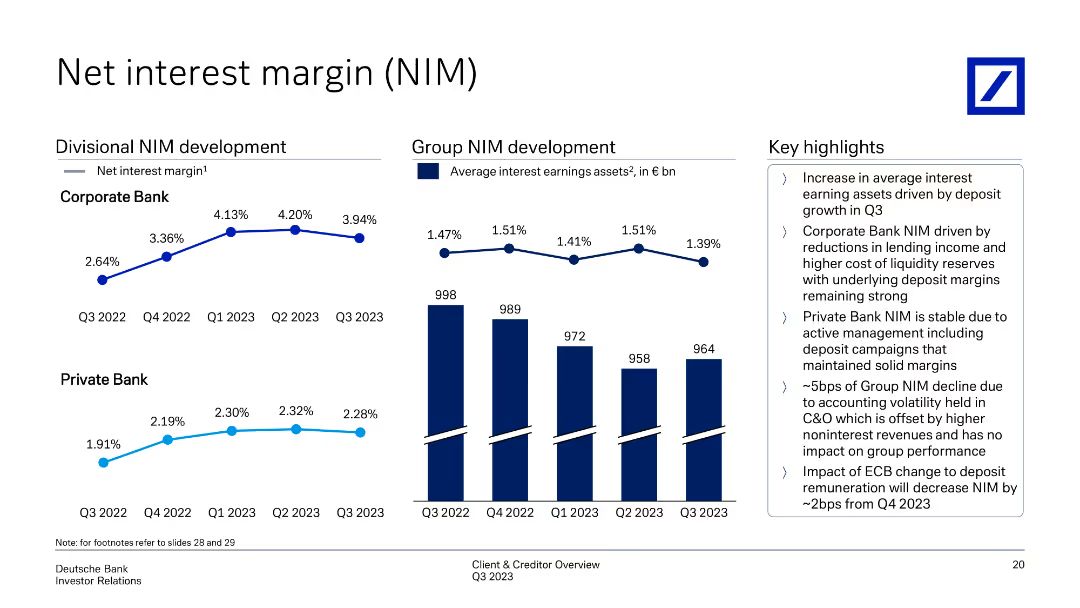 Net interest margin (NIM)
Divisional NIM development
Net interest margin¹
Corporate Bank
2.64%
3.36%
4.13%
4.20%
3.94%
Q3 2022
Q4 2022
Q1 2023
Q2 2023
Q3 2023
Private Bank
1.91%
2.19%
2.30%
2.32%
2.28%
Q3 2022
Q4 2022
Q1 2023
Q2 2023
Q3 2023
Group NIM development
Average interest earnings assets², in € bn
1.47%
1.51%
1.41%
1.51%
1.39%
998
989
972
958
964
Q3 2022
Q4 2022
Q1 2023
Q2 2023
Q3 2023
Key highlights
Increase in average interest
earning assets driven by deposit
growth in Q3
Corporate Bank NIM driven by
reductions in lending income and
higher cost of liquidity reserves
with underlying deposit margins
remaining strong
Private Bank NIM is stable due to
active management including
deposit campaigns that
maintained solid margins
~5bps of Group NIM decline due
to accounting volatility held in
C&O which is offset by higher
noninterest revenues and has no
impact on group performance
Impact of ECB change to deposit
remuneration will decrease NIM by
~2bps from Q4 2023
Note: for footnotes refer to slides 28 and 29
Deutsche Bank
Investor Relations
Client & Creditor Overview
Q3 2023
20